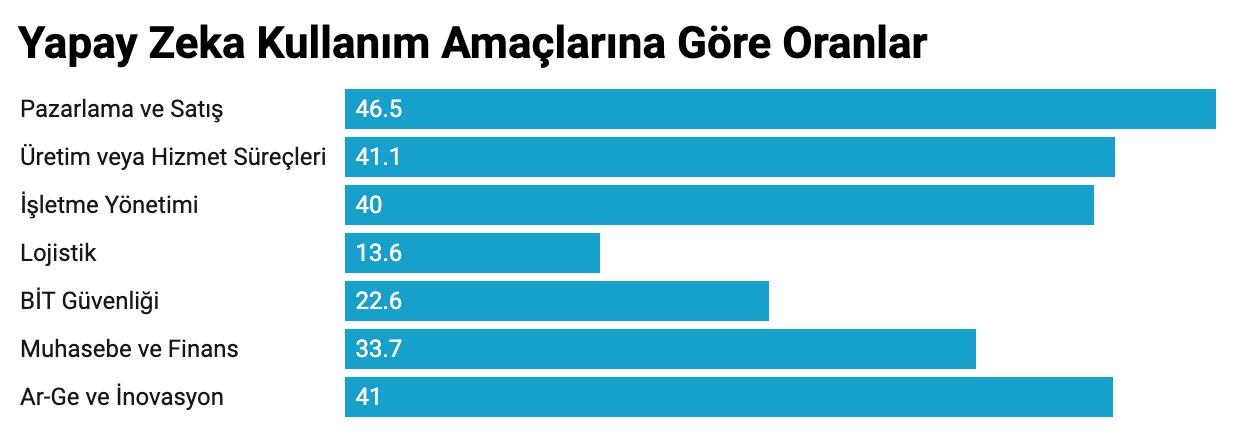 Yapay Zeka Kullanım Amaçlarına Göre Oranlar
Pazarlama ve Satış 46.5
Üretim veya Hizmet Süreçleri 41.1
İşletme Yönetimi 40
Lojistik 13.6
BİT Güvenliği 22.6
Muhasebe ve Finans 33.7
Ar-Ge ve İnovasyon 41